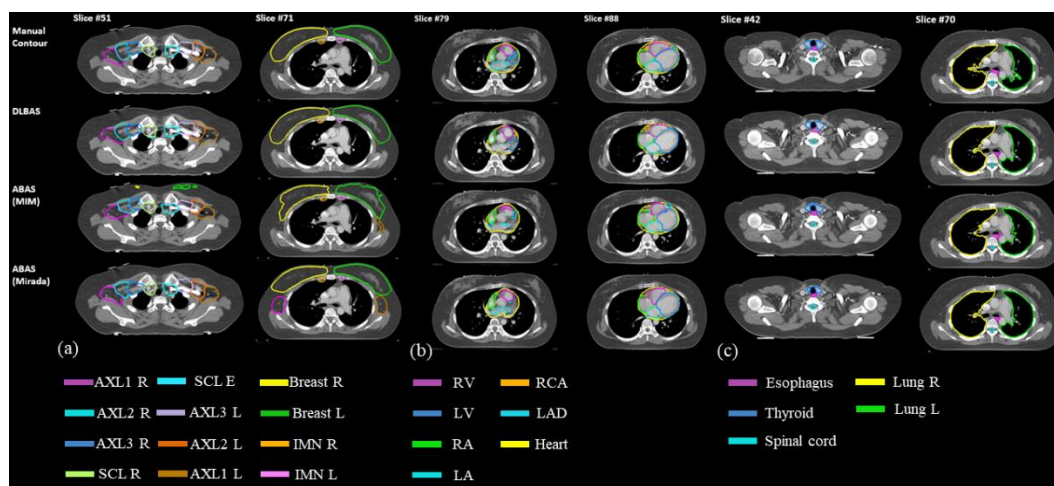 Slice #51 Slice #71 Slice #79 Slice #88 Slice #42 Slice #70
Manual
Contour
DLBAS
ABAS
(MIM)
ABAS
(Mirada)
(a) (b) (c)
AXL1 R SCL E Breast R RV RCA Esophagus Lung R
AXL2 R AXL3 L Breast L LV LAD Thyroid Lung L
AXL3 R AXL2 L IMN R RA Heart Spinal cord
SCL R AXL1 L IMN L LA